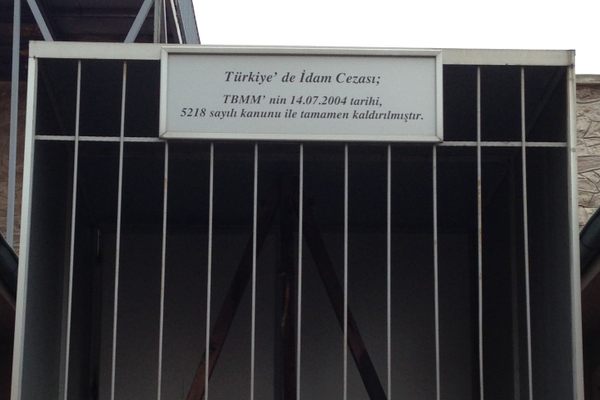 Türkiye' de İdam Cezası;
TBMM' nin 14.07.2004 tarihi,
5218 sayılı kanunu ile tamamen kaldırılmıştır.